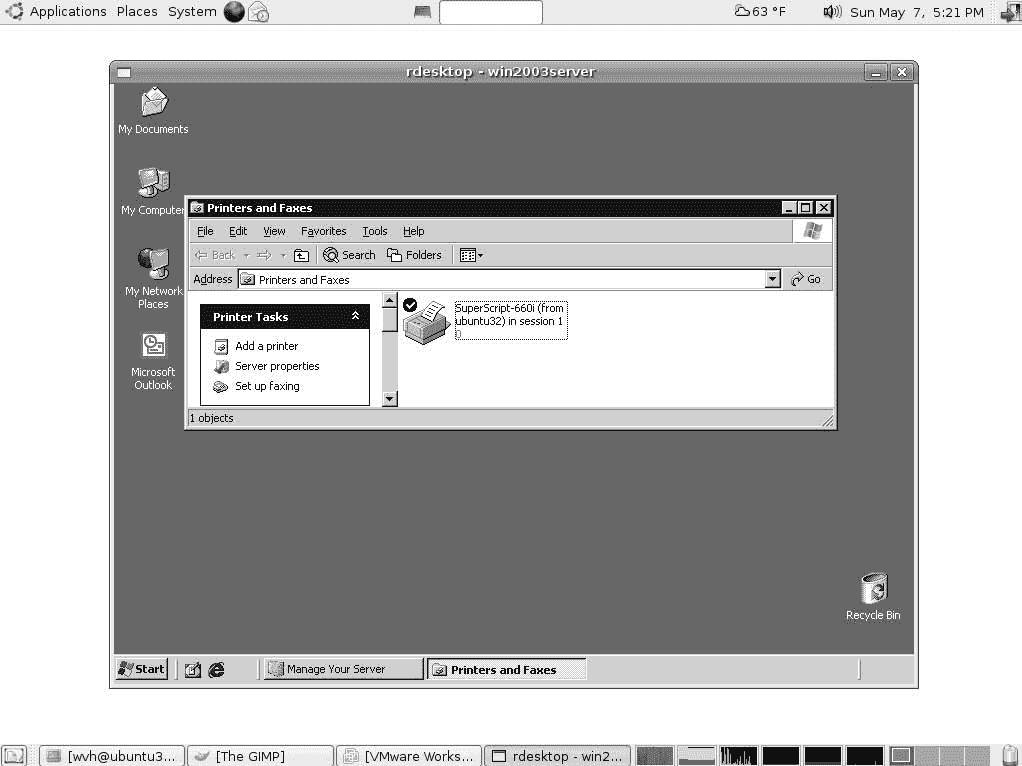 Applications Places System
63 °F
Sun May 7, 5:21 PM
rdesktop - win2003server
My Documents
My Computer
My Network
Places
Microsoft
Outlook
Printers and Faxes
File Edit View Favorites Tools Help
Back
Search
Folders
Address Printers and Faxes Go
Printer Tasks
Add a printer
Server properties
Set up faxing
SuperScript-660i (from
ubuntu32) in session 1
0
1 objects
Recycle Bin
Start
Manage Your Server
Printers and Faxes
[wvh@ubuntu3...
[The GIMP]
[VMware Works...
rdesktop - win2...